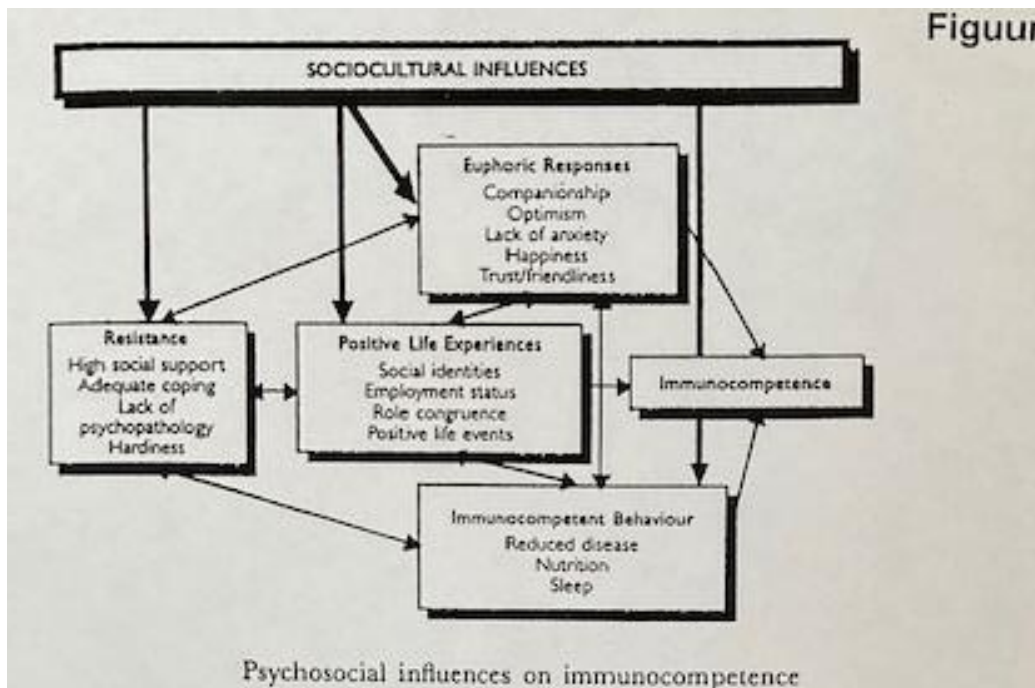 Figuur
SOCIOCULTURAL INFLUENCES
Euphoric Responses
Companionship
Optimism
Lack of anxiety
Happiness
Trust/friendliness
Resistance
High social support
Adequate coping
Lack of
psychopathology
Hardiness
Positive Life Experiences
Social identities
Employment status
Role congruence
Positive life events
Immunocompetence
Immunocompetent Behaviour
Reduced disease
Nutrition
Sleep
Psychosocial influences on immunocompetence